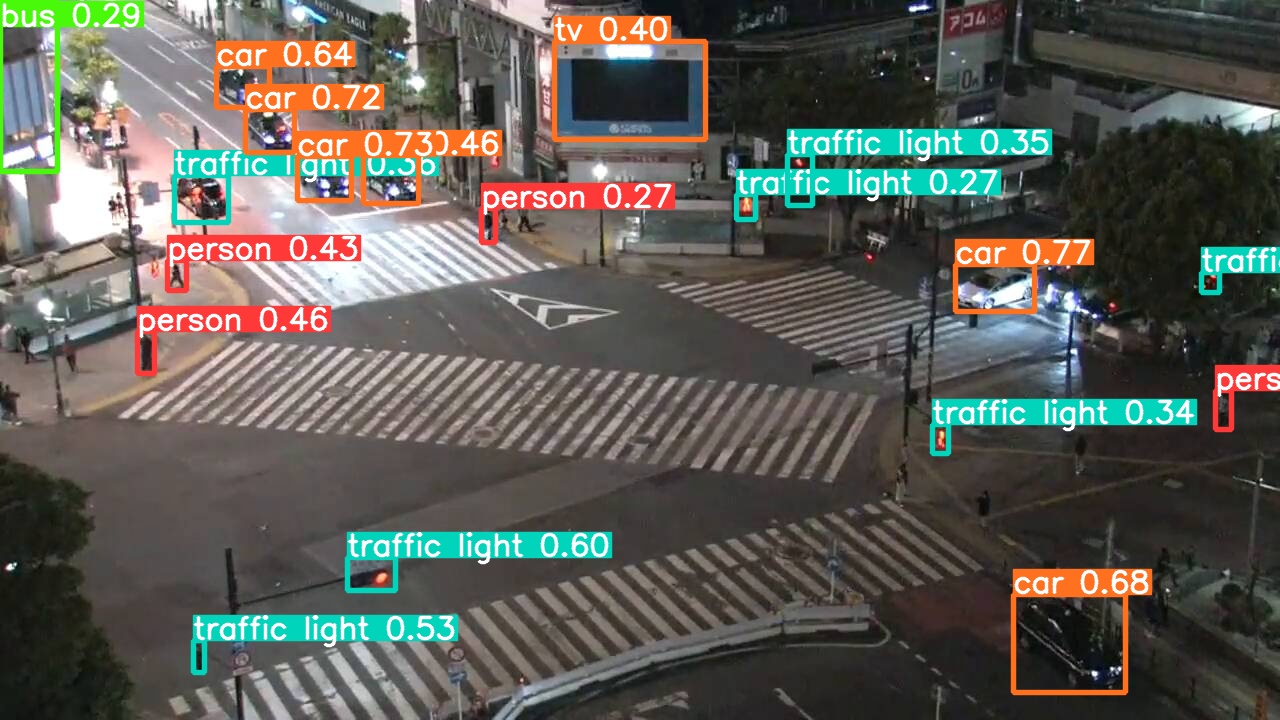 bus 0.29
AMERICAN EAGLE
tv 0.40
アコム
car 0.64
car 0.72
car 0.73
0.46
traffic light 0.36
traffic light 0.35
traffic light 0.27
person 0.27
person 0.43
car 0.77
person 0.46
traffic light 0.34
traffic light 0.60
car 0.68
traffic light 0.53